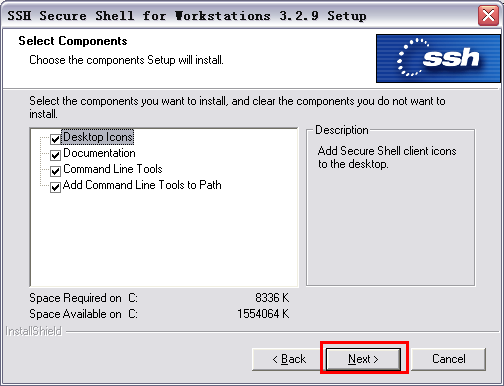 SSH Secure Shell for Workstations 3.2.9 Setup
Select Components
Choose the components Setup will install.
ssh
Select the components you want to install, and clear the components you do not want to
install.
Desktop Icons
Documentation
Command Line Tools
Add Command Line Tools to Path
Description
Add Secure Shell client icons
to the desktop.
Space Required on C: 8336 K
Space Available on C: 1554064 K
InstallShield
< Back
Next >
Cancel